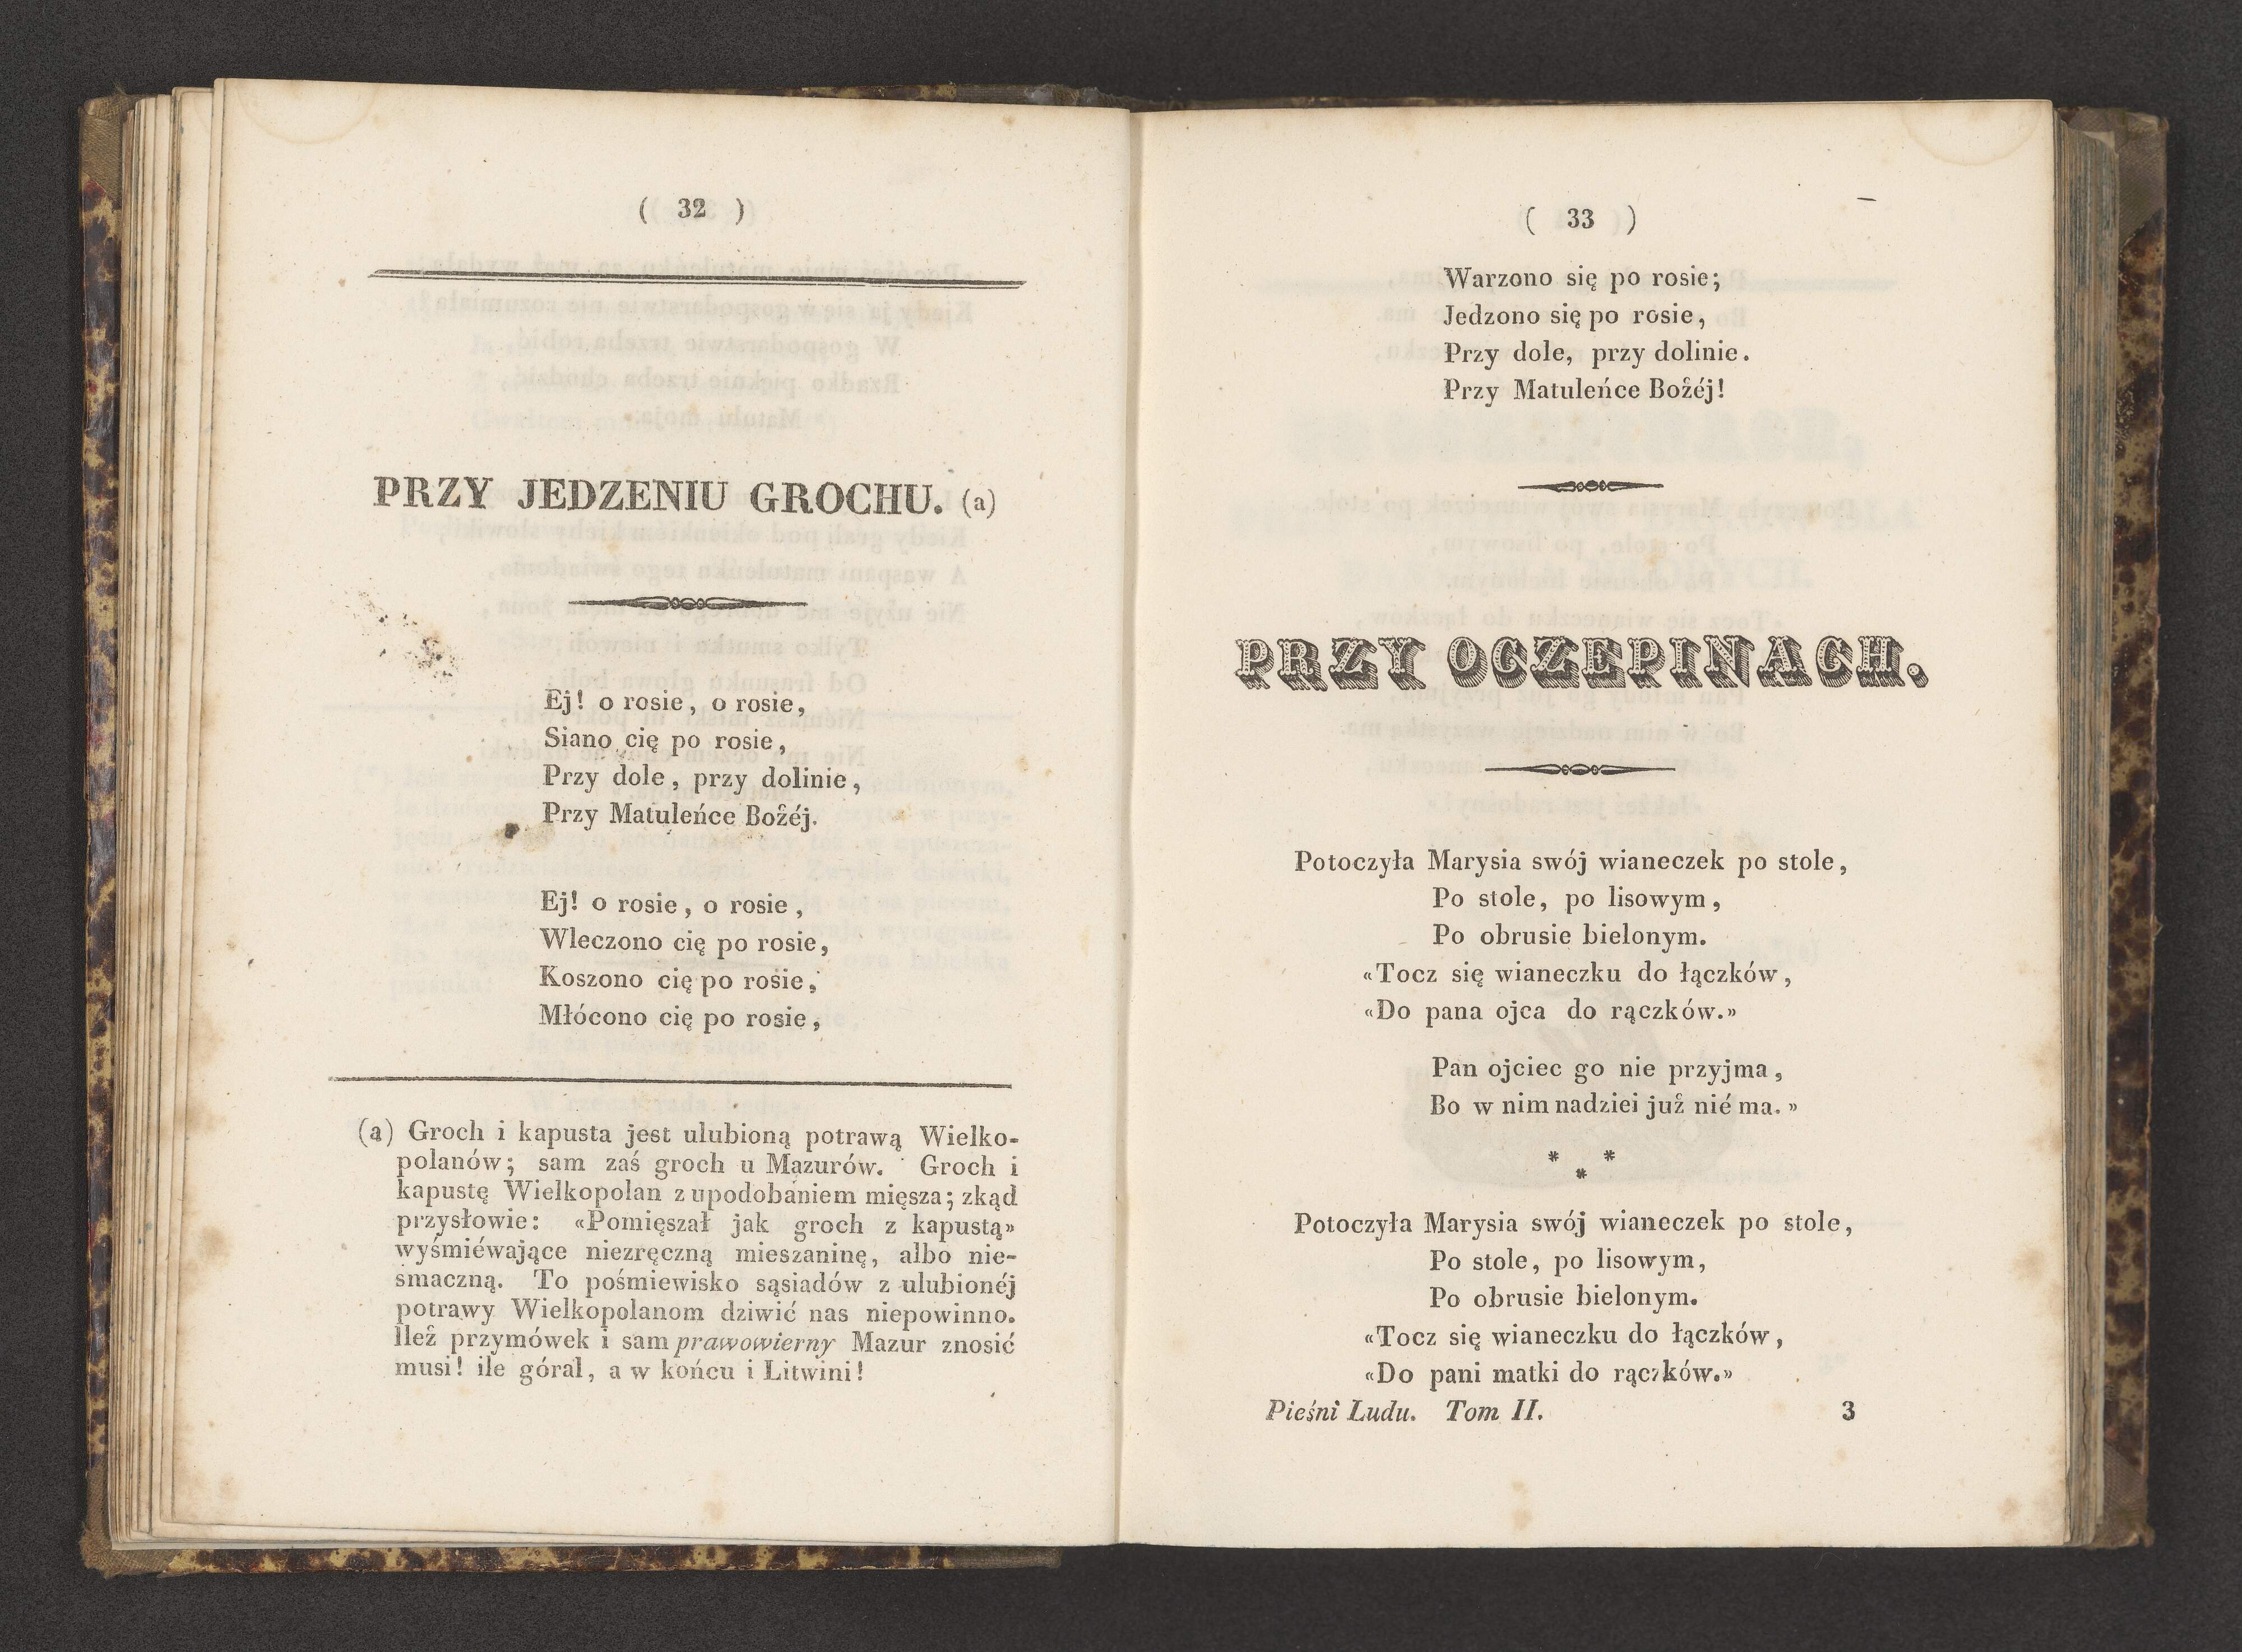 ( 32 )
PRZY JEDZENIU GROCHU. (a)
Ej! o rosie, o rosie,
Siano cię po rosie,
Przy dole, przy dolinie,
Przy Matuleńce Bożéj.
Ej! o rosie, o rosie,
Wleczono cię po rosie,
Koszono cię po rosie,
Młócono cię po rosie,
(a) Groch i kapusta jest ulubioną potrawą Wielko-
polanów; sam zaś groch u Mazurów. Groch i
kapustę Wielkopolan z upodobaniem mięsza; zkąd
przysłowie: «Pomięszał jak groch z kapustą»
wyśmiéwające niezręczną mieszaninę, albo nie-
smaczną. To pośmiewisko sąsiadów z ulubionéj
potrawy Wielkopolanom dziwić nas niepowinno.
Ileż przymówek i sam prawowierny Mazur znosić
musi! ile góral, a w końcu i Litwini!
( 33 )
Warzono się po rosie;
Jedzono się po rosie,
Przy dole, przy dolinie.
Przy Matuleńce Bożéj!
PRZY OCZEPINACH.
Potoczyła Marysia swój wianeczek po stole,
Po stole, po lisowym,
Po obrusie bielonym.
«Tocz się wianeczku do łączków,
«Do pana ojca do rączków.»
Pan ojciec go nie przyjma,
Bo w nim nadziei już nié ma.»
* * *
Potoczyła Marysia swój wianeczek po stole,
Po stole, po lisowym,
Po obrusie bielonym.
«Tocz się wianeczku do łączków,
«Do pani matki do rączków.»
Pieśni Ludu. Tom II. 3